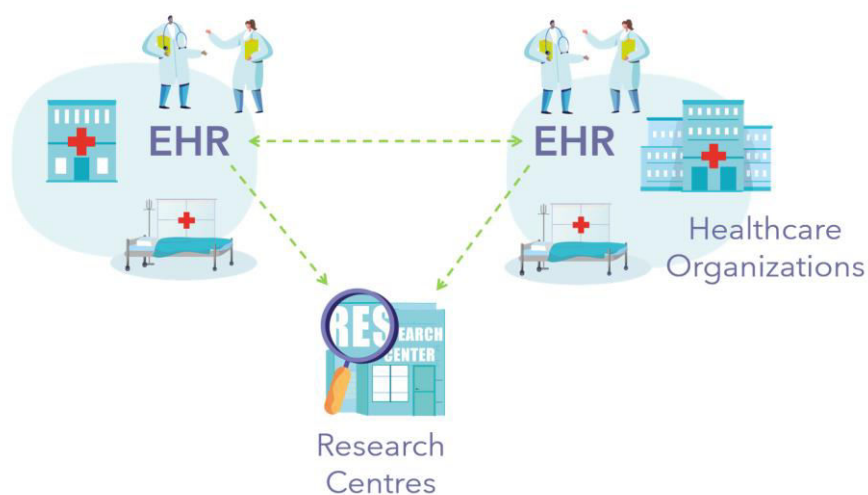 EHR
EHR
Healthcare
Organizations
RESEARCH
CENTER
Research
Centres